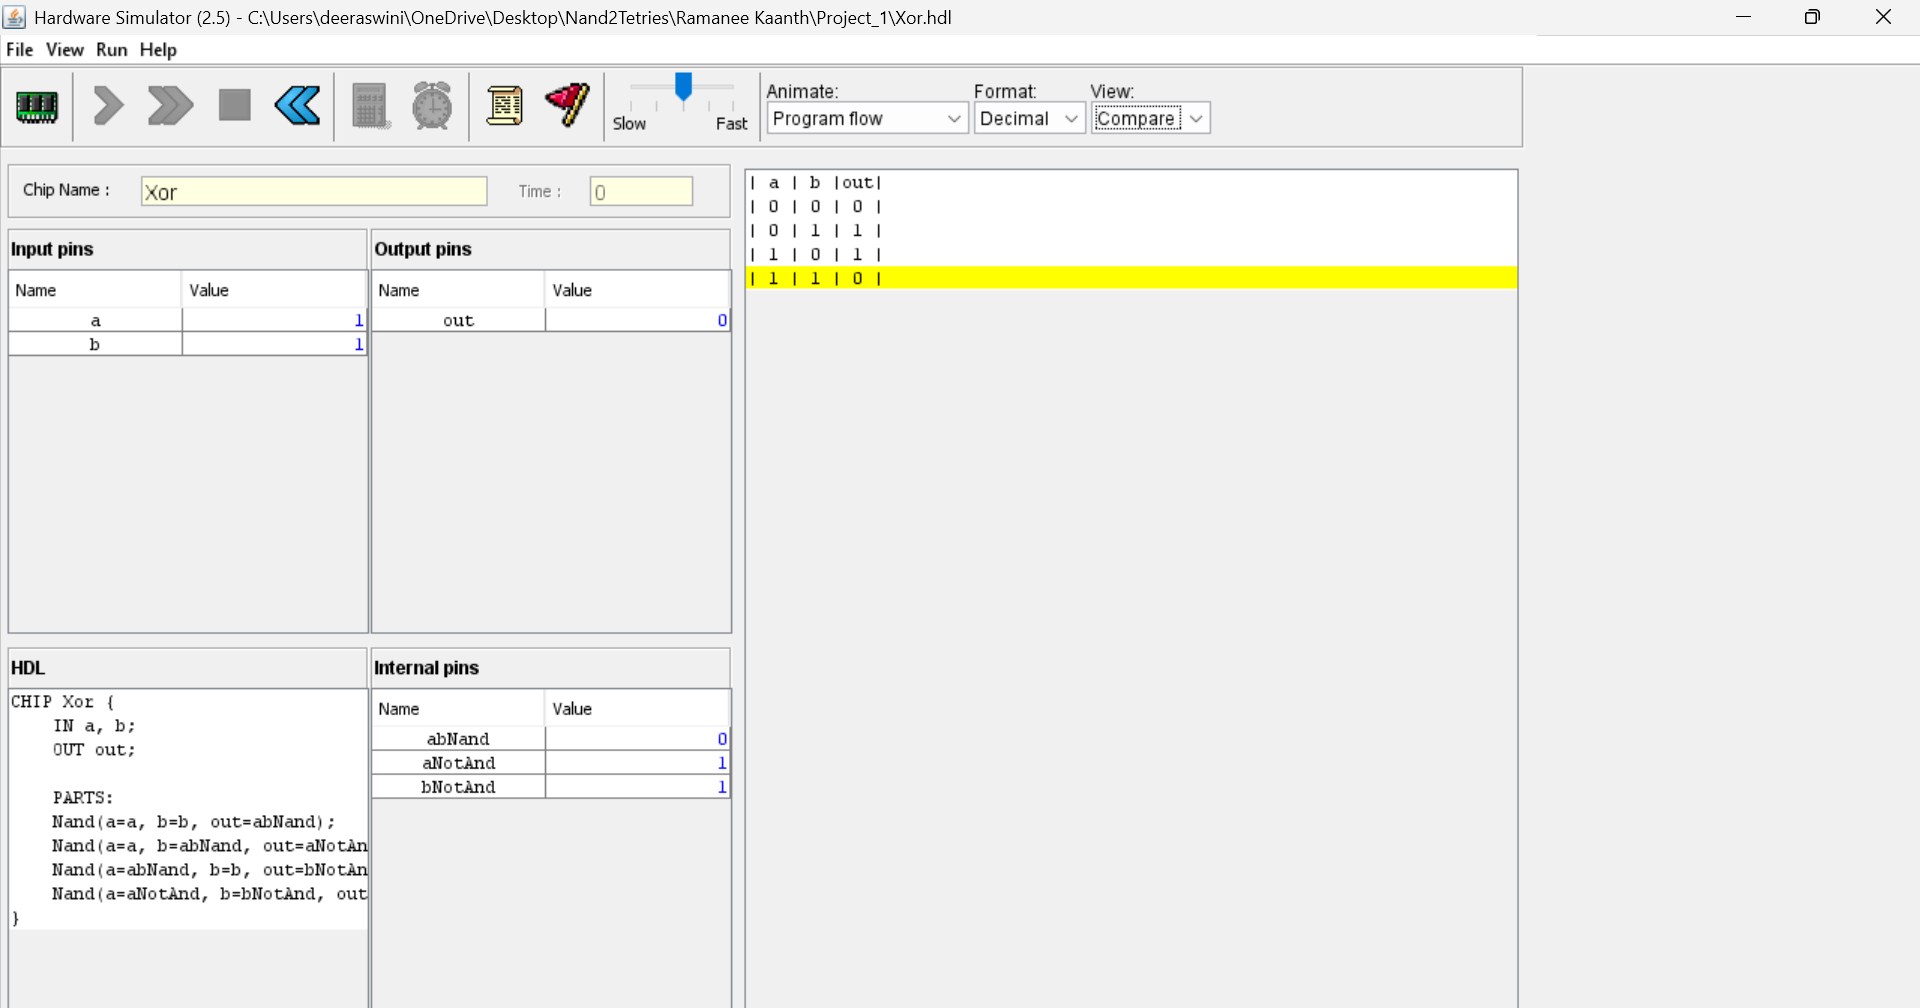 Hardware Simulator (2.5) - C:\Users\deeraswini\OneDrive\Desktop\Nand2Tetries\Ramanee Kaanth\Project_1\Xor.hdl
File View Run Help
Slow Fast
Animate: Format: View:
Program flow Decimal Compare
Chip Name : Xor Time : 0
Input pins
Name Value
a 1
b 1
Output pins
Name Value
out 0
HDL
CHIP Xor {
IN a, b;
OUT out;
PARTS:
Nand(a=a, b=b, out=abNand);
Nand(a=a, b=abNand, out=aNotAn
Nand(a=abNand, b=b, out=bNotAn
Nand(a=aNotAnd, b=bNotAnd, out
}
Internal pins
Name Value
abNand 0
aNotAnd 1
bNotAnd 1
| a | b |out|
| 0 | 0 | 0 |
| 0 | 1 | 1 |
| 1 | 0 | 1 |
| 1 | 1 | 0 |